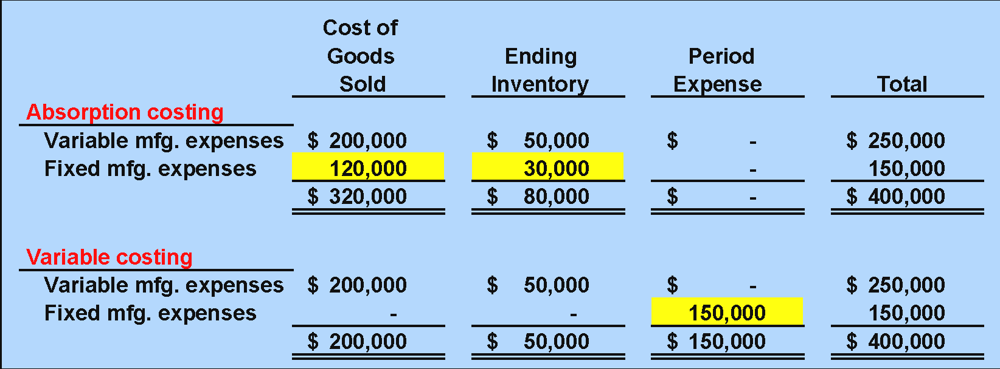 Cost of
Goods Ending Period
Sold Inventory Expense Total
Absorption costing
Variable mfg. expenses $ 200,000 $ 50,000 $ - $ 250,000
Fixed mfg. expenses 120,000 30,000 - 150,000
$ 320,000 $ 80,000 $ - $ 400,000
Variable costing
Variable mfg. expenses $ 200,000 $ 50,000 $ - $ 250,000
Fixed mfg. expenses - - 150,000 150,000
$ 200,000 $ 50,000 $ 150,000 $ 400,000